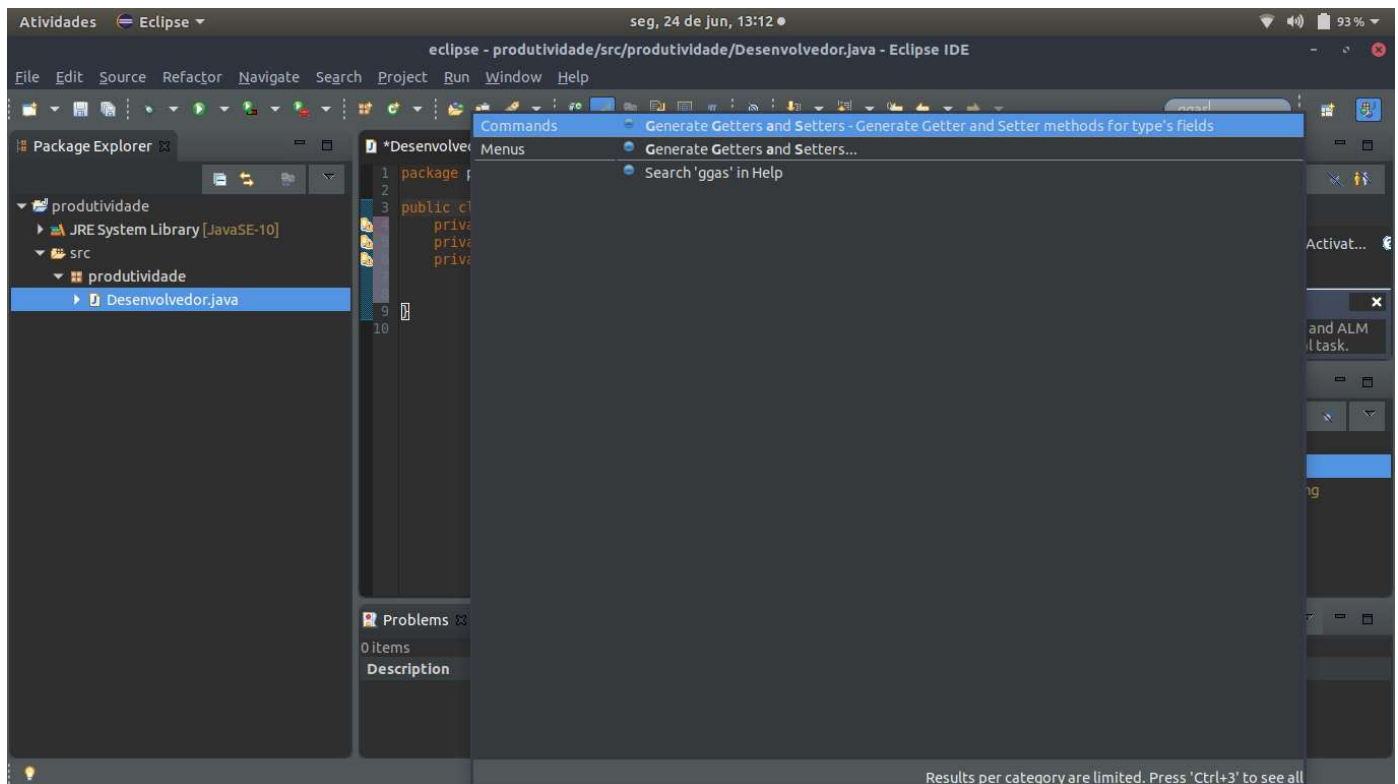 Atividades Eclipse seg, 24 de jun, 13:12 93 %
eclipse - produtividade/src/produtividade/Desenvolvedor.java - Eclipse IDE
File Edit Source Refactor Navigate Search Project Run Window Help
ggas
Package Explorer
produtividade
JRE System Library [JavaSE-10]
src
produtividade
Desenvolvedor.java
*Desenvolve
1 package p
2
3 public cl
priva
priva
priva
9 }
10
Commands Generate Getters and Setters - Generate Getter and Setter methods for type's fields
Menus Generate Getters and Setters...
Search 'ggas' in Help
Results per category are limited. Press 'Ctrl+3' to see all
Activat...
and ALM
l task.
ng
Problems
0 items
Description